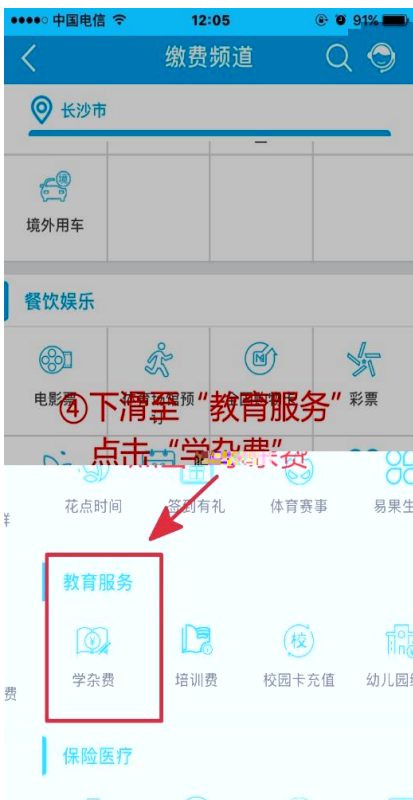 中国电信
12:05
91%
缴费频道
长沙市
境外用车
餐饮娱乐
④下滑至“教育服务”
点击“学杂费”
彩票
花点时间
签到有礼
体育赛事
易果生
教育服务
学杂费
培训费
校园卡充值
幼儿园
费
保险医疗